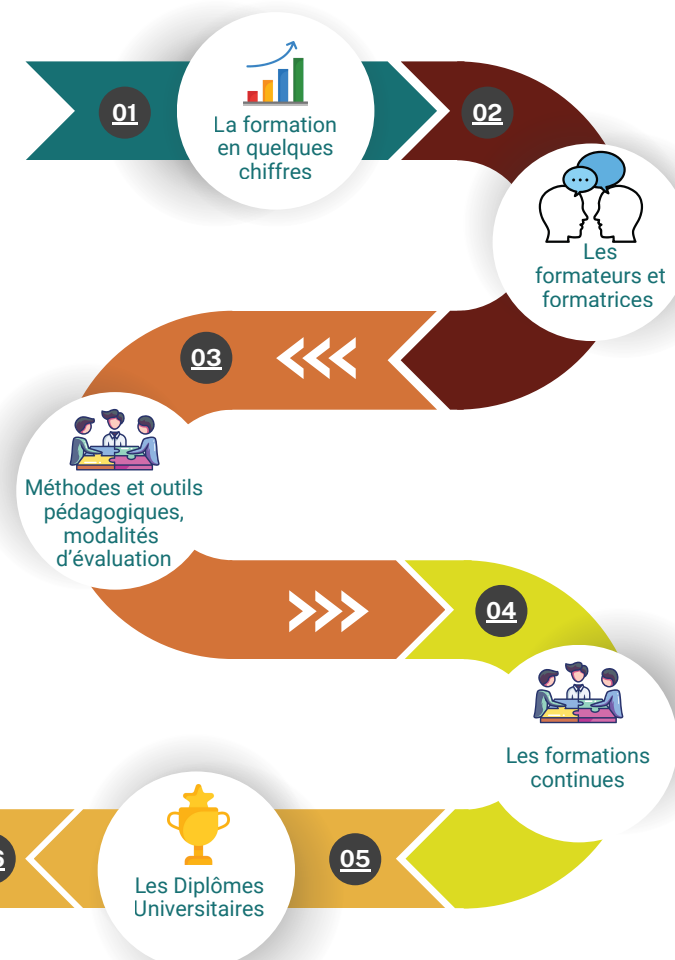 01
La formation
en quelques
chiffres
02
Les
formateurs et
formatrices
03
Méthodes et outils
pédagogiques,
modalités
d’évaluation
04
Les formations
continues
05
Les Diplômes
Universitaires